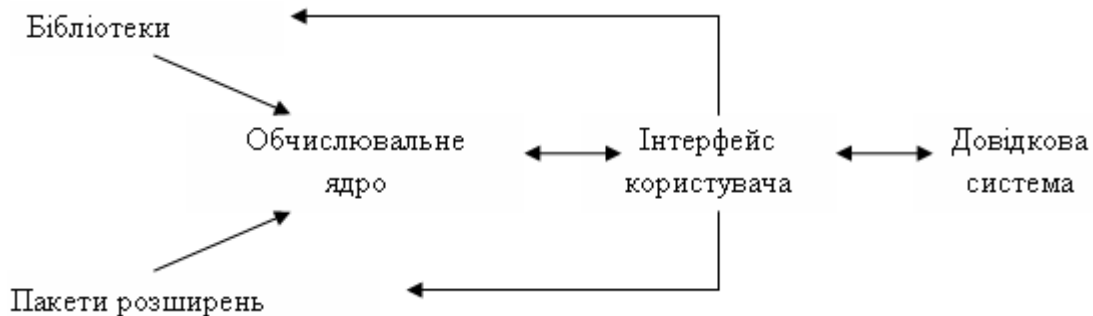 Бібліотеки
Обчислювальне
ядро
Інтерфейс
користувача
Довідкова
система
Пакети розширень